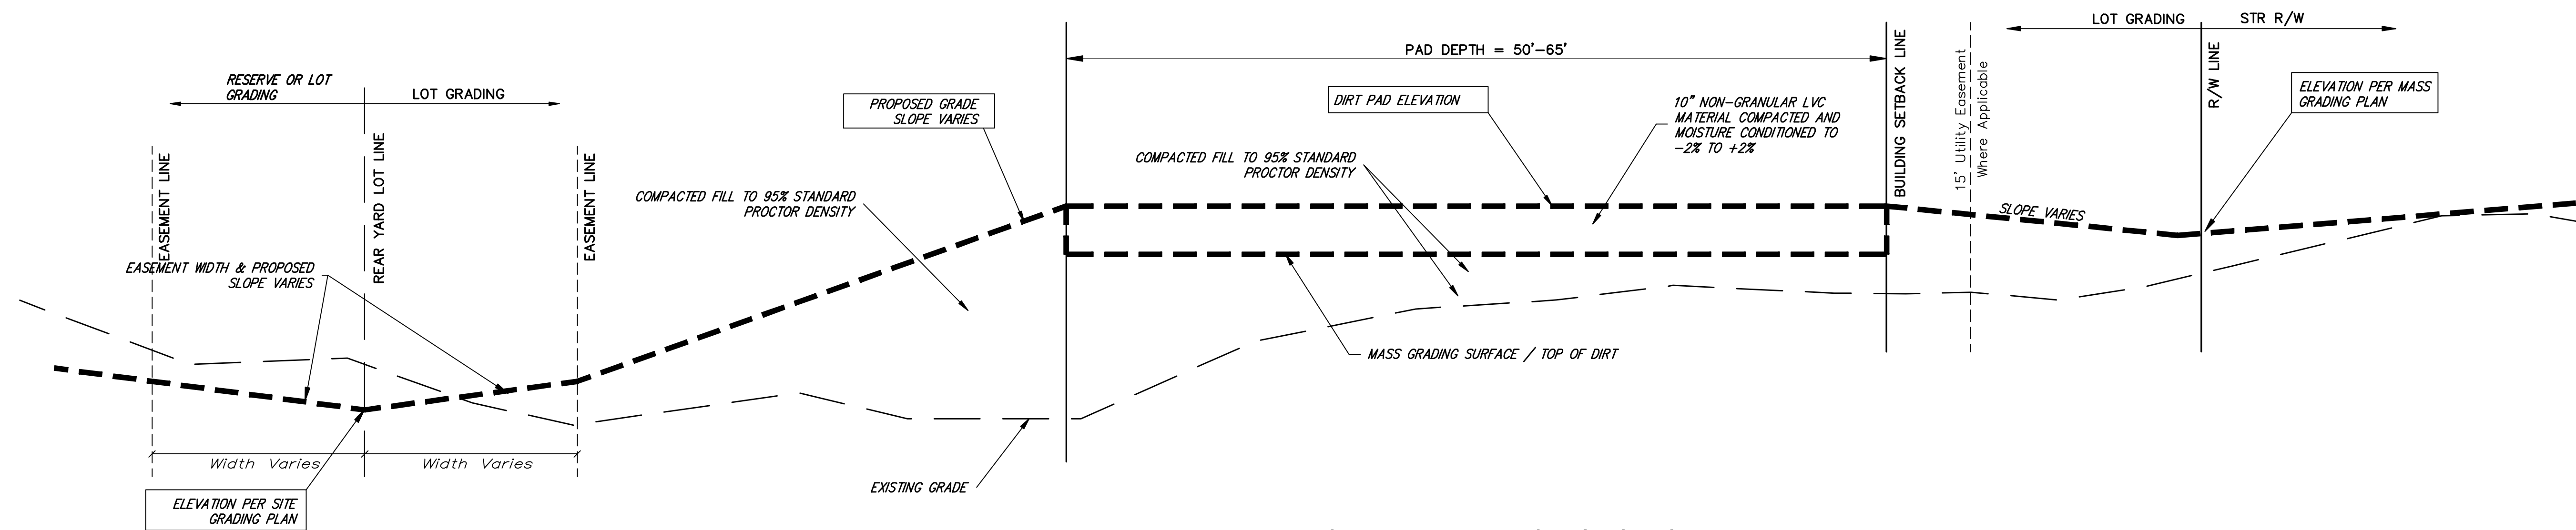 RESERVE OR LOT
GRADING
LOT GRADING
EASEMENT LINE
REAR YARD LOT LINE
EASEMENT LINE
EASEMENT WIDTH & PROPOSED
SLOPE VARIES
Width Varies
Width Varies
ELEVATION PER SITE
GRADING PLAN
COMPACTED FILL TO 95% STANDARD
PROCTOR DENSITY
PROPOSED GRADE
SLOPE VARIES
EXISTING GRADE
PAD DEPTH = 50'-65'
DIRT PAD ELEVATION
COMPACTED FILL TO 95% STANDARD
PROCTOR DENSITY
10" NON-GRANULAR LVC
MATERIAL COMPACTED AND
MOISTURE CONDITIONED TO
-2% TO +2%
MASS GRADING SURFACE / TOP OF DIRT
BUILDING SETBACK LINE
15' Utility Easement
Where Applicable
SLOPE VARIES
LOT GRADING
STR R/W
R/W LINE
ELEVATION PER MASS
GRADING PLAN